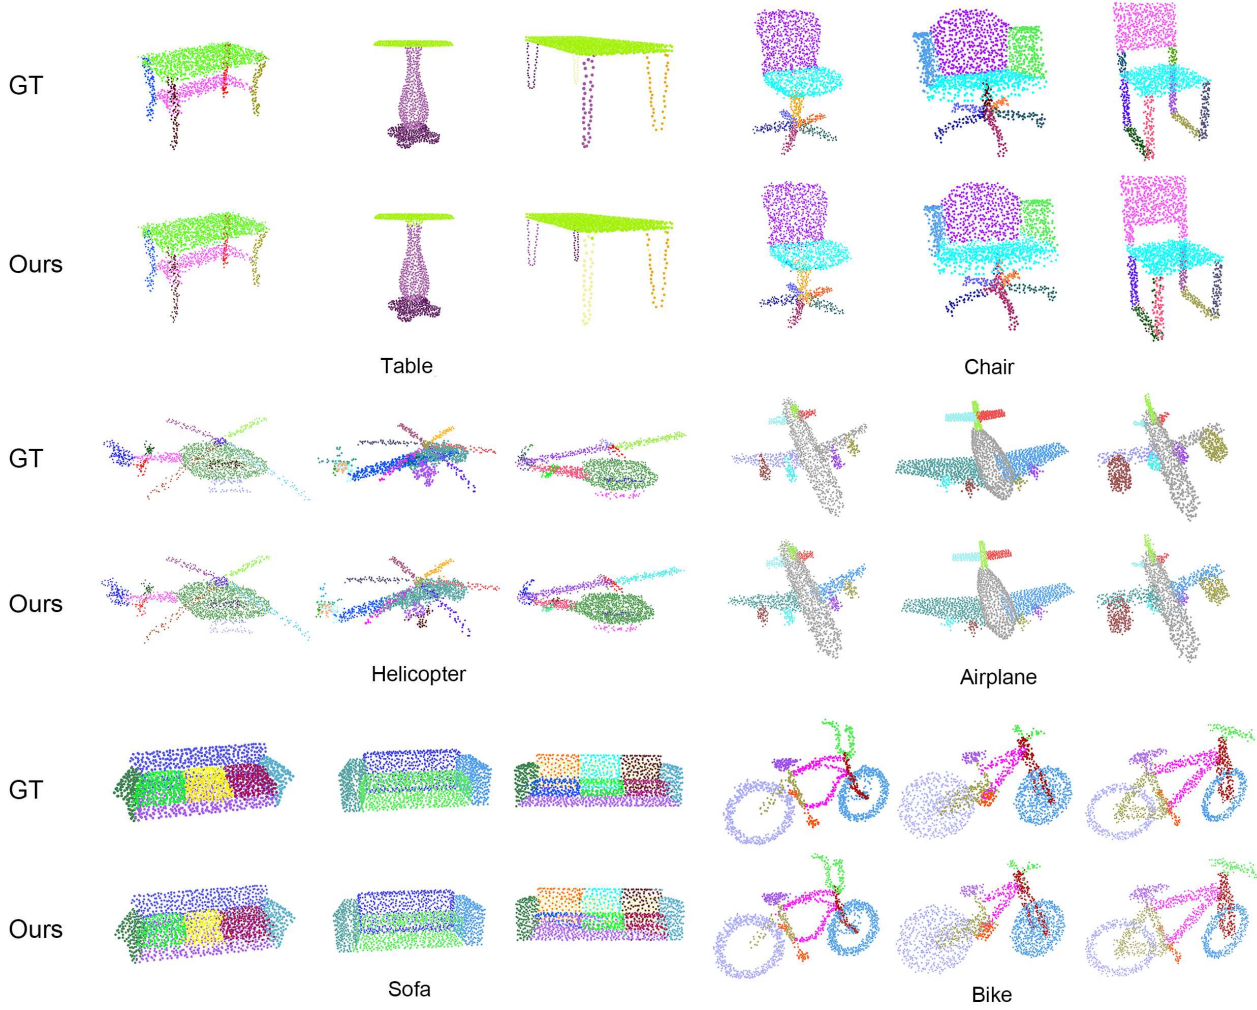 GT
Ours
Table
Chair
GT
Ours
Helicopter
Airplane
GT
Ours
Sofa
Bike